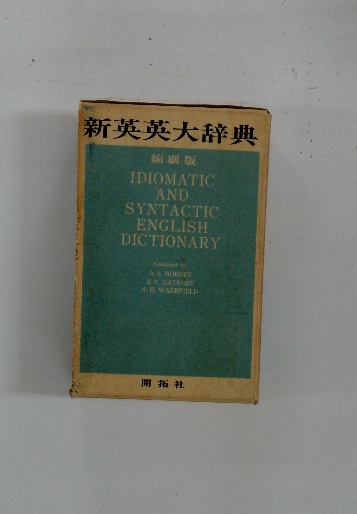 新英英大辞典
縮刷版
IDIOMATIC
AND
SYNTACTIC
ENGLISH
DICTIONARY
Compiled by
A. S. HORNBY
E. V. GATENBY
A. H. WAKEFIELD
開拓社